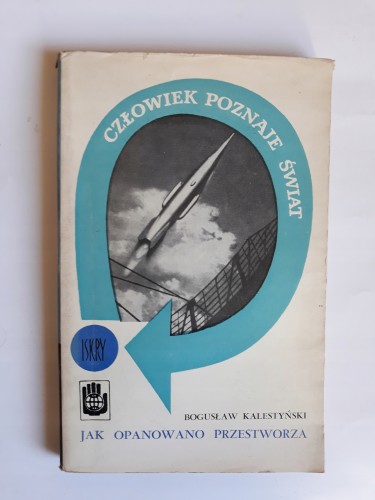 CZŁOWIEK POZNAJE ŚWIAT
ISKRY
BOGUSŁAW KALESTYŃSKI
JAK OPANOWANO PRZESTWORZA